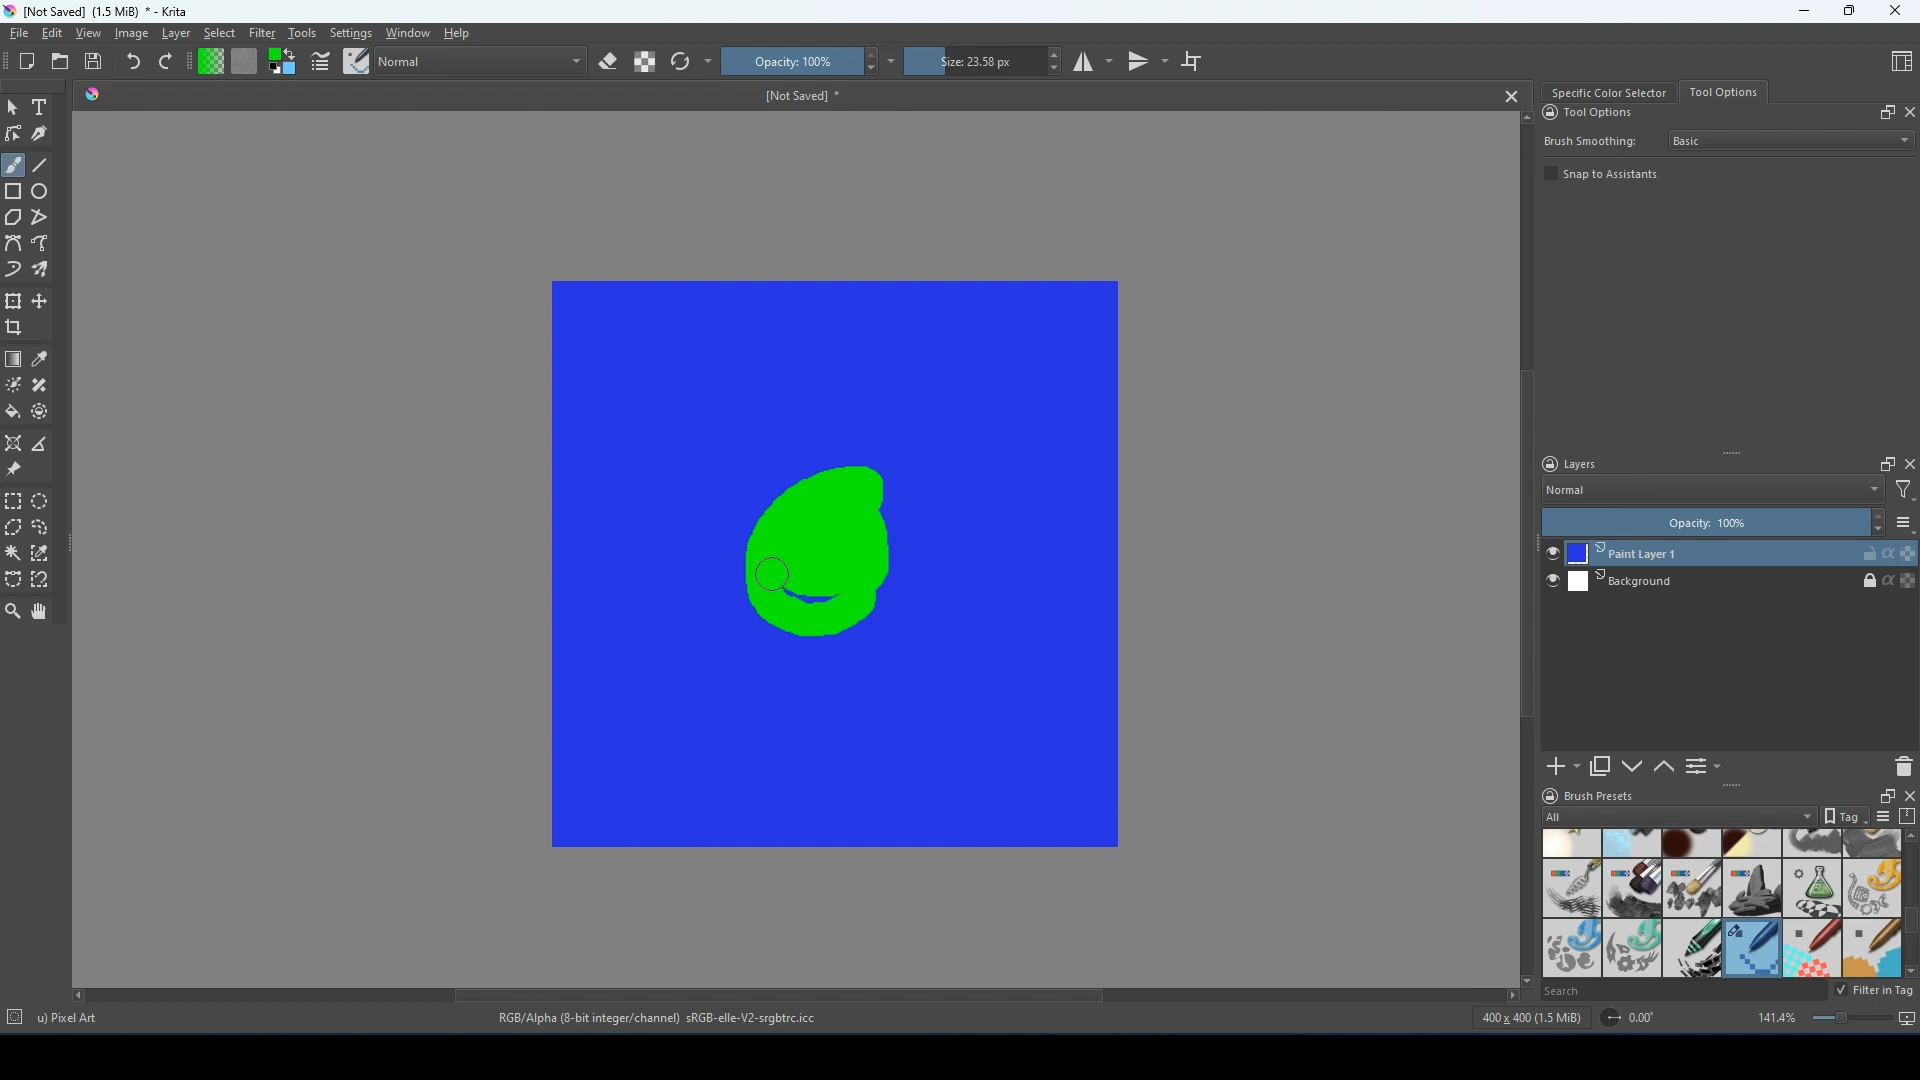 [Not Saved] (1.5 MiB) * - Krita
File Edit View Image Layer Select Filter Tools Settings Window Help
Normal
Opacity: 100%
Size: 23.58 px
[Not Saved] *
Specific Color Selector
Tool Options
Tool Options
Brush Smoothing:
Basic
Snap to Assistants
Layers
Normal
Opacity: 100%
Paint Layer 1
Background
Brush Presets
All
Tag
Search
Filter in Tag
u) Pixel Art
RGB/Alpha (8-bit integer/channel) sRGB-elle-V2-srgbtrc.icc
400 x 400 (1.5 MiB)
0.00°
141.4%